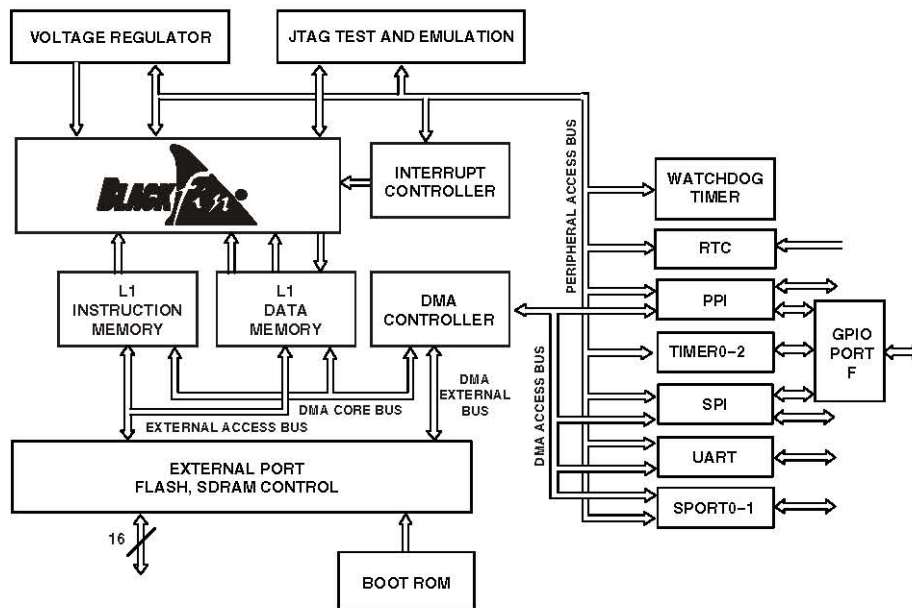 VOLTAGE REGULATOR
JTAG TEST AND EMULATION
BLACKfin®
INTERRUPT
CONTROLLER
PERIPHERAL ACCESS BUS
WATCHDOG
TIMER
RTC
L1
INSTRUCTION
MEMORY
L1
DATA
MEMORY
DMA
CONTROLLER
PPI
TIMER0–2
GPIO
PORT
F
SPI
UART
SPORT0–1
DMA ACCESS BUS
DMA
EXTERNAL
BUS
DMA CORE BUS
EXTERNAL ACCESS BUS
EXTERNAL PORT
FLASH, SDRAM CONTROL
16
BOOT ROM